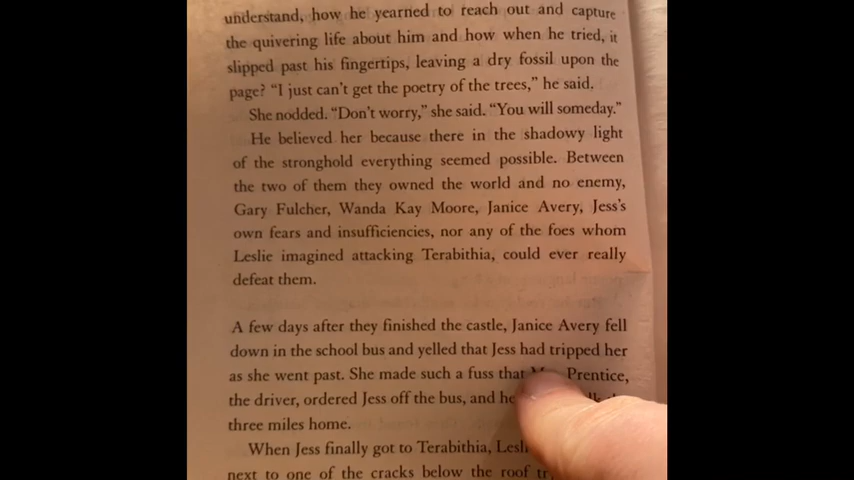 understand, how he yearned to reach out and capture
the quivering life about him and how when he tried, it
slipped past his fingertips, leaving a dry fossil upon the
page? “I just can’t get the poetry of the trees,” he said.
She nodded. “Don’t worry,” she said. “You will someday.”
He believed her because there in the shadowy light
of the stronghold everything seemed possible. Between
the two of them they owned the world and no enemy,
Gary Fulcher, Wanda Kay Moore, Janice Avery, Jess’s
own fears and insufficiencies, nor any of the foes whom
Leslie imagined attacking Terabithia, could ever really
defeat them.
A few days after they finished the castle, Janice Avery fell
down in the school bus and yelled that Jess had tripped her
as she went past. She made such a fuss that Prentice,
the driver, ordered Jess off the bus, and
three miles home.
When Jess finally got to Terabithia,
next to one of the cracks below the roof